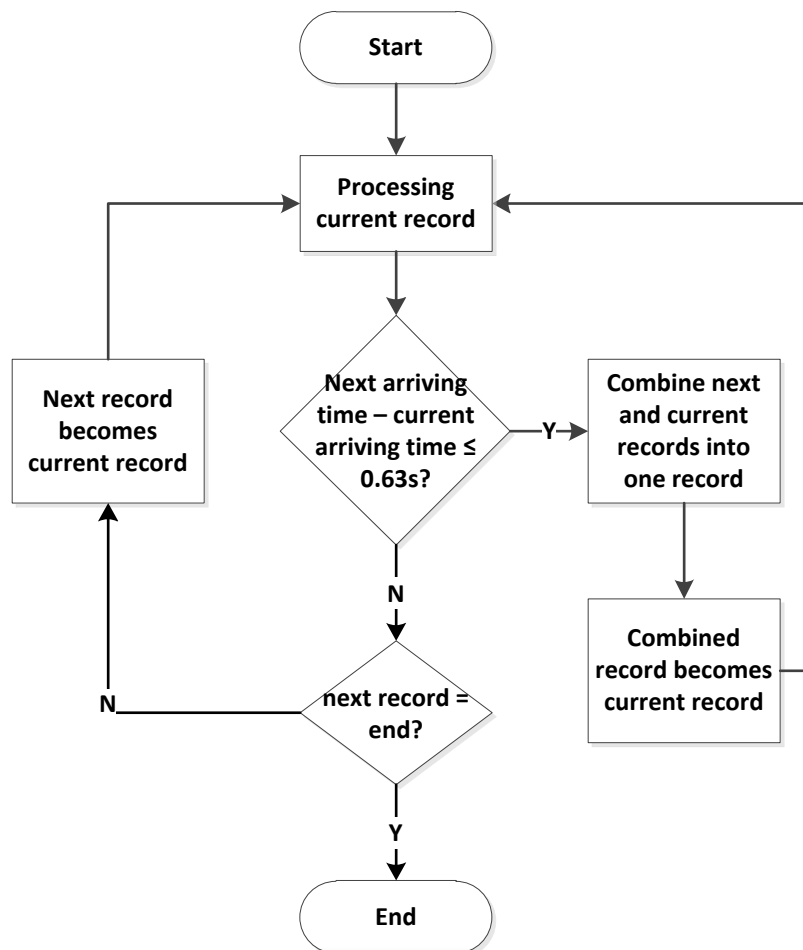 Start
Processing
current record
Next arriving
time – current
arriving time ≤
0.63s?
Y
Combine next
and current
records into
one record
Next record
becomes
current record
N
Combined
record becomes
current record
next record =
end?
N
Y
End